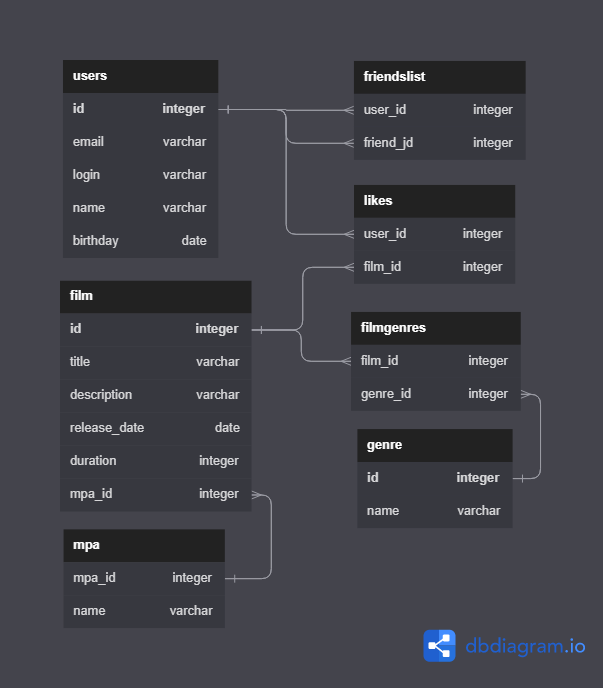 users
id integer
email varchar
login varchar
name varchar
birthday date
friendslist
user_id integer
friend_jd integer
likes
user_id integer
film_id integer
film
id integer
title varchar
description varchar
release_date date
duration integer
mpa_id integer
filmgenres
film_id integer
genre_id integer
genre
id integer
name varchar
mpa
mpa_id integer
name varchar
dbdiagram.io